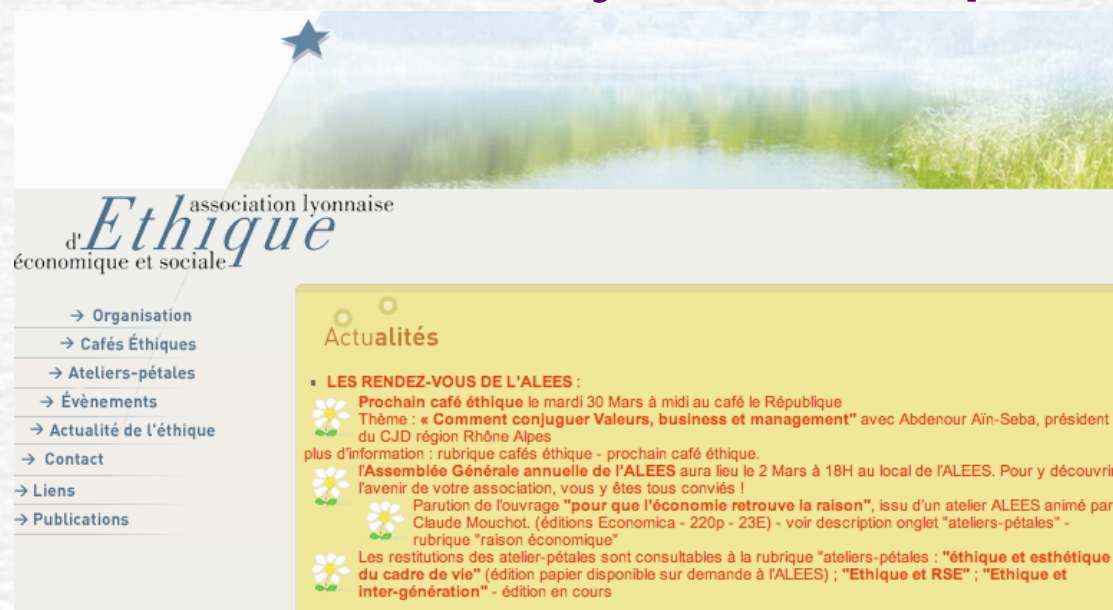 association lyonnaise
d'Ethique
économique et sociale
→ Organisation
→ Cafés Éthiques
→ Ateliers-pétales
→ Évènements
→ Actualité de l'éthique
→ Contact
→ Liens
→ Publications
Actualités
LES RENDEZ-VOUS DE L'ALEES :
Prochain café éthique le mardi 30 Mars à midi au café le République
Thème : « Comment conjuguer Valeurs, business et management" avec Abdenour Aïn-Seba, président
du CJD région Rhône Alpes
plus d'information : rubrique cafés éthique - prochain café éthique.
l'Assemblée Générale annuelle de l'ALEES aura lieu le 2 Mars à 18H au local de l'ALEES. Pour y découvrir
l'avenir de votre association, vous y êtes tous conviés !
Parution de l'ouvrage "pour que l'économie retrouve la raison", issu d'un atelier ALEES animé par
Claude Mouchot. (éditions Economica - 220p - 23E) - voir description onglet "ateliers-pétales" -
rubrique "raison économique"
Les restitutions des atelier-pétales sont consultables à la rubrique "ateliers-pétales : "éthique et esthétique
du cadre de vie" (édition papier disponible sur demande à l'ALEES) ; "Ethique et RSE" ; "Ethique et
inter-génération" - édition en cours